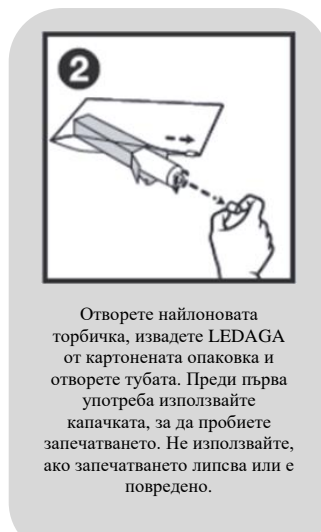 2
Отворете найлоновата
торбичка, извадете LEDAGA
от картонената опаковка и
отворете тубата. Преди първа
употреба използвайте
капачката, за да пробиете
запечатването. Не използвайте,
ако запечатването липсва или е
повредено.